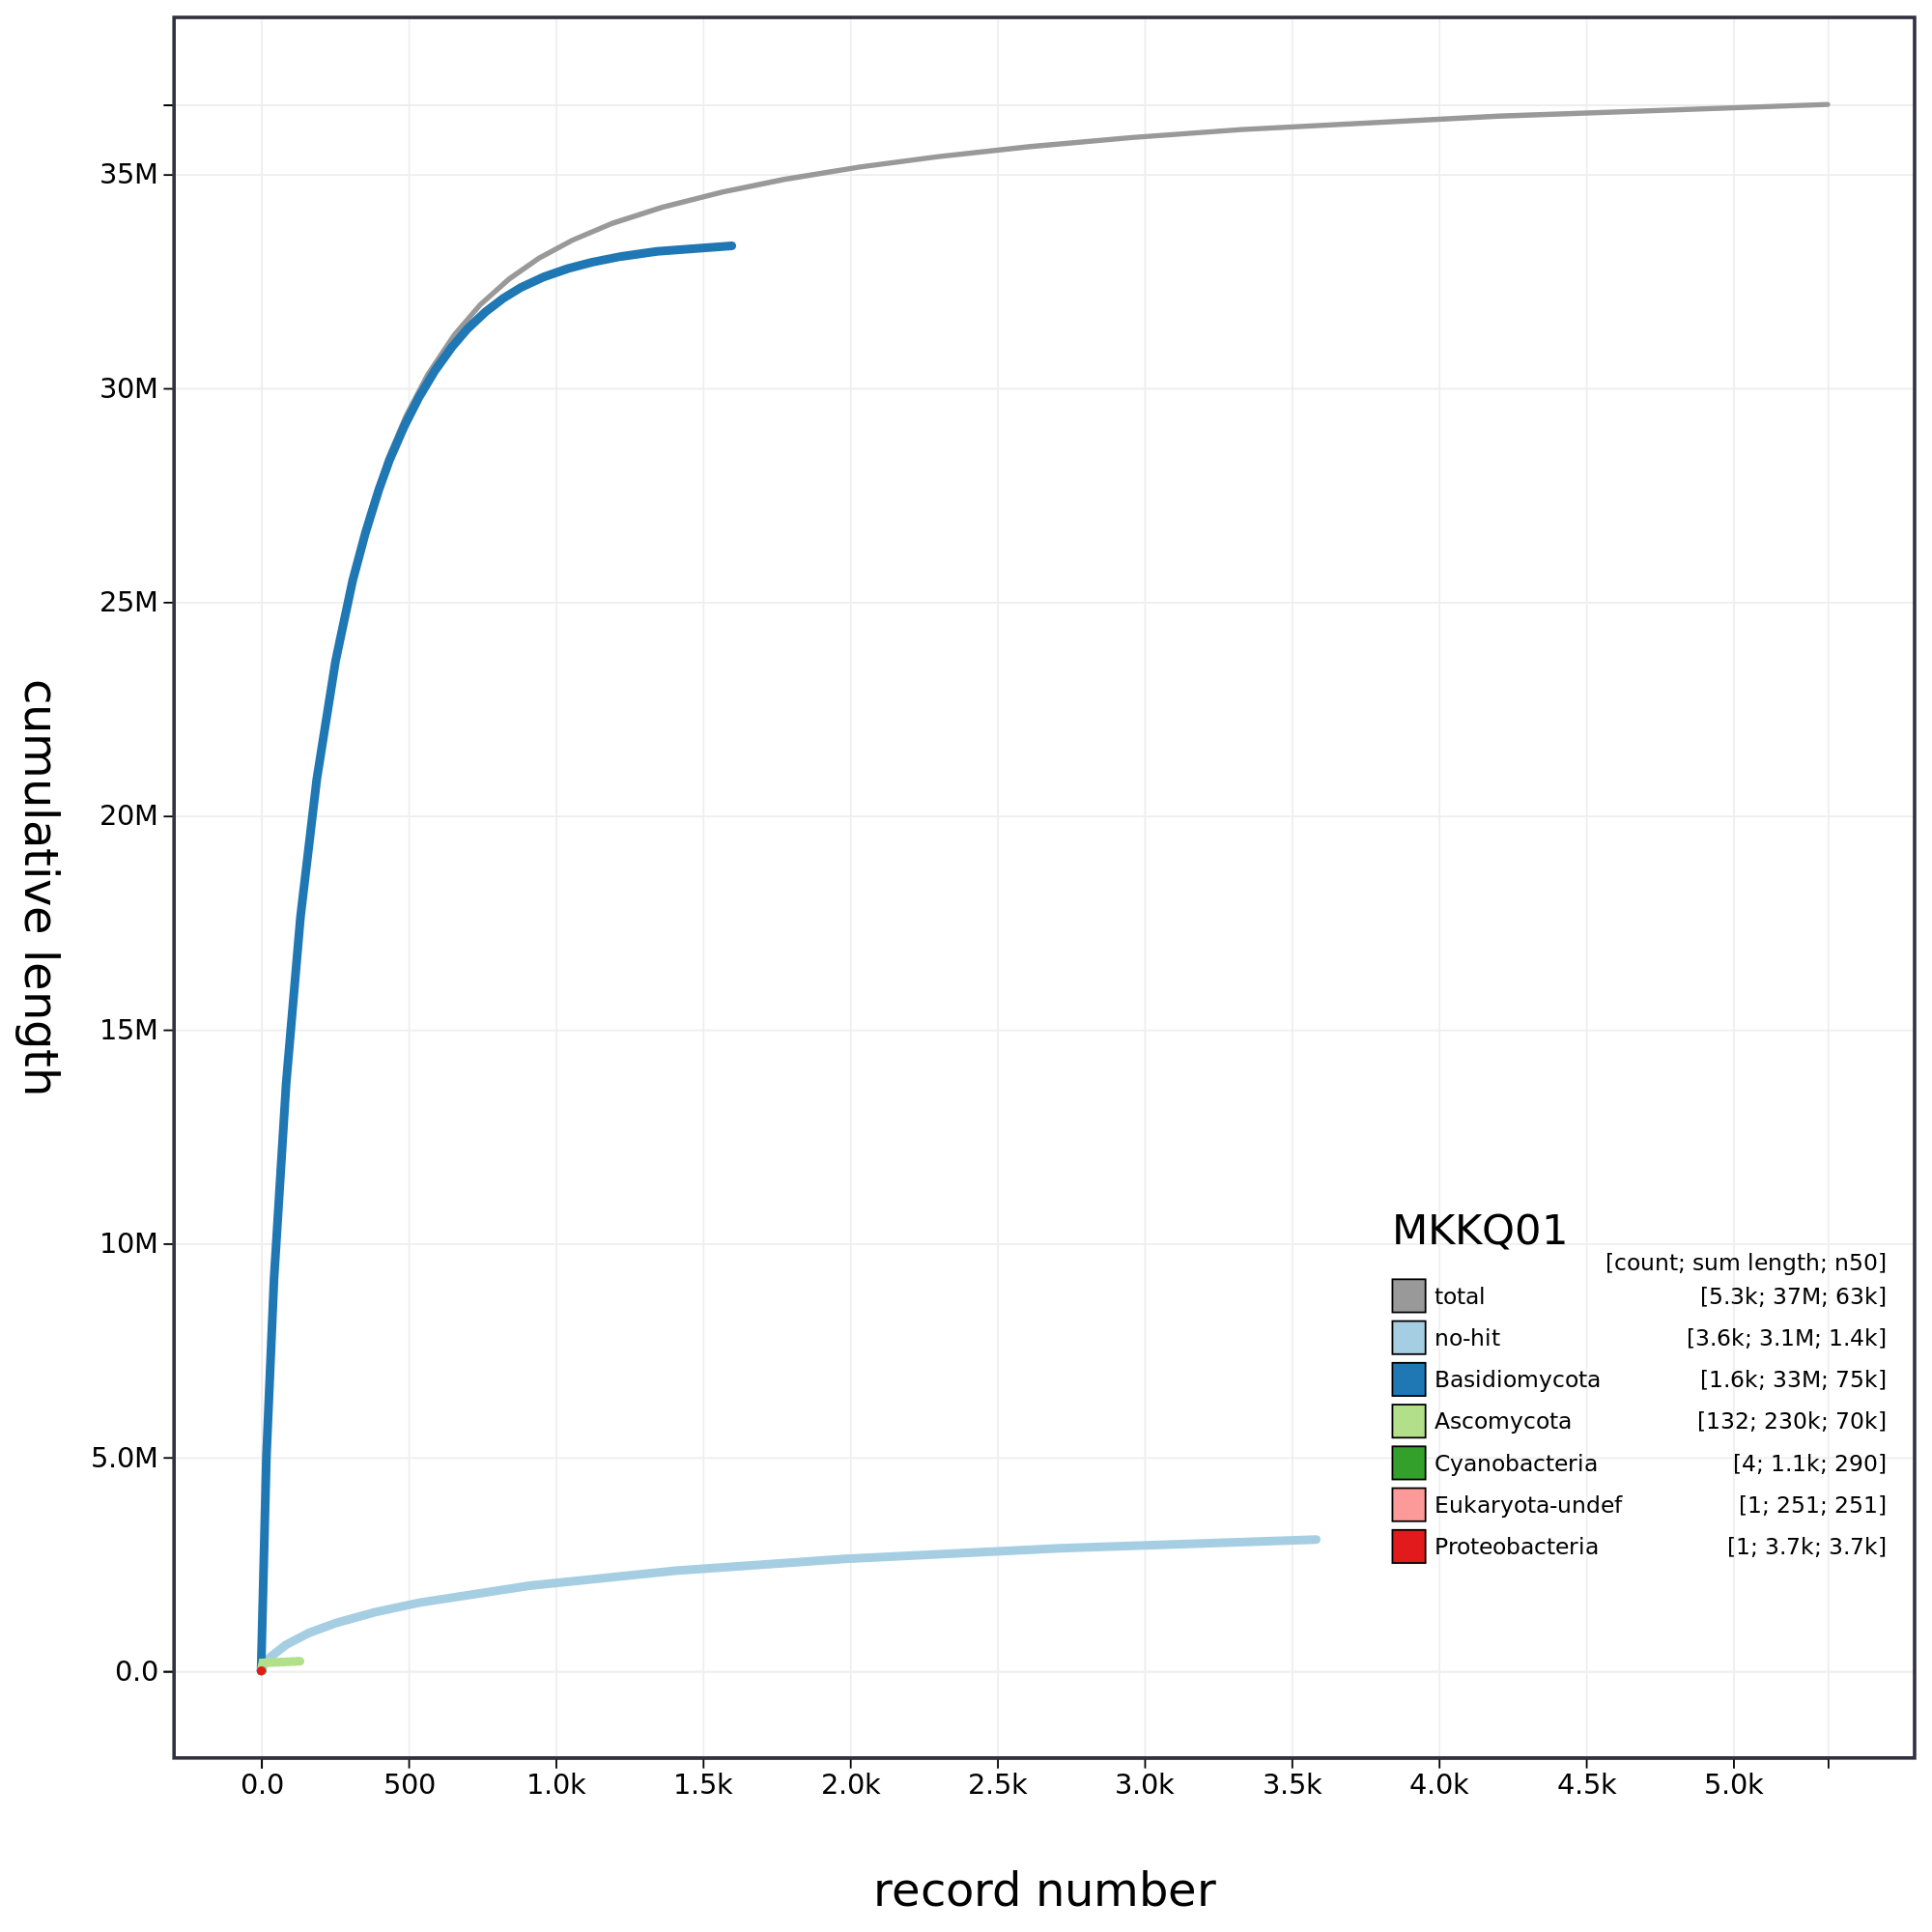 cumulative length
35M
30M
25M
20M
15M
10M
5.0M
0.0
MKKQ01
[count; sum length; n50]
total [5.3k; 37M; 63k]
no-hit [3.6k; 3.1M; 1.4k]
Basidiomycota [1.6k; 33M; 75k]
Ascomycota [132; 230k; 70k]
Cyanobacteria [4; 1.1k; 290]
Eukaryota-undef [1; 251; 251]
Proteobacteria [1; 3.7k; 3.7k]
0.0 500 1.0k 1.5k 2.0k 2.5k 3.0k 3.5k 4.0k 4.5k 5.0k
record number